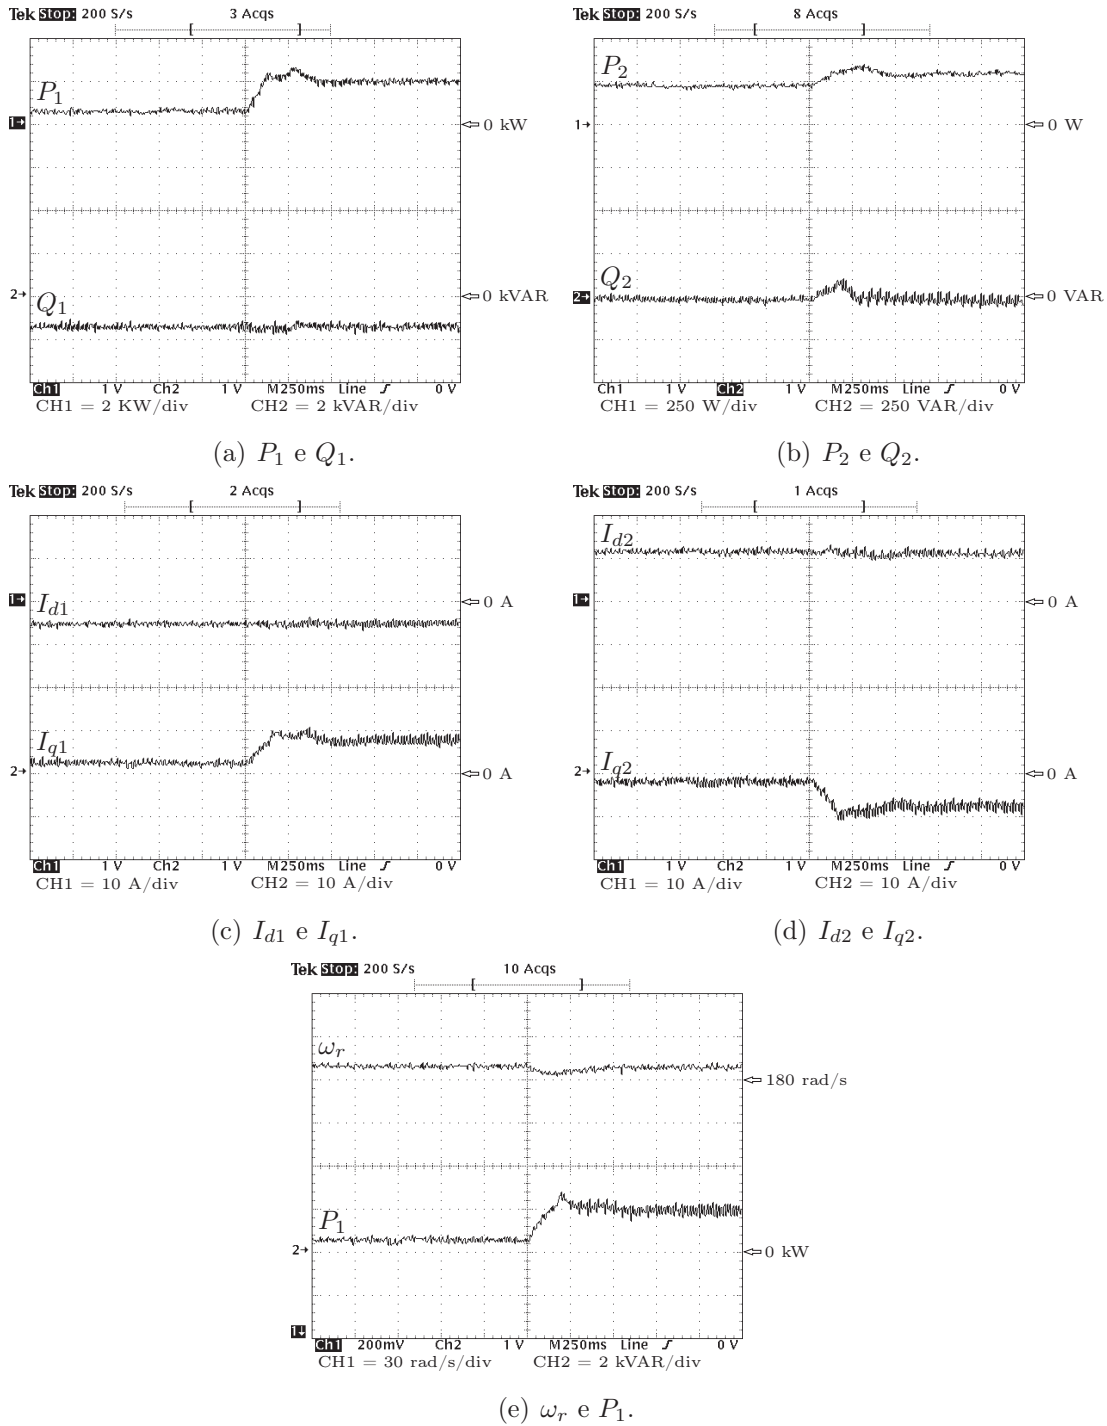 Tek Stop: 200 S/s 3 Acqs
P1
1→
0 kW
2→
Q1
0 kVAR
Ch1 1 V Ch2 1 V M 250ms Line 0 V
CH1 = 2 KW/div CH2 = 2 kVAR/div
(a) P1 e Q1.
Tek Stop: 200 S/s 8 Acqs
P2
1→
0 W
Q2
2→
0 VAR
Ch1 1 V Ch2 1 V M 250ms Line 0 V
CH1 = 250 W/div CH2 = 250 VAR/div
(b) P2 e Q2.
Tek Stop: 200 S/s 2 Acqs
1→
Id1
0 A
Iq1
2→
0 A
Ch1 1 V Ch2 1 V M 250ms Line 0 V
CH1 = 10 A/div CH2 = 10 A/div
(c) Id1 e Iq1.
Tek Stop: 200 S/s 1 Acqs
Id2
1→
0 A
Iq2
2→
0 A
Ch1 1 V Ch2 1 V M 250ms Line 0 V
CH1 = 10 A/div CH2 = 10 A/div
(d) Id2 e Iq2.
Tek Stop: 200 S/s 10 Acqs
ωr
180 rad/s
P1
2→
0 kW
1↓
Ch1 200mV Ch2 1 V M 250ms Line 0 V
CH1 = 30 rad/s/div CH2 = 2 kVAR/div
(e) ωr e P1.